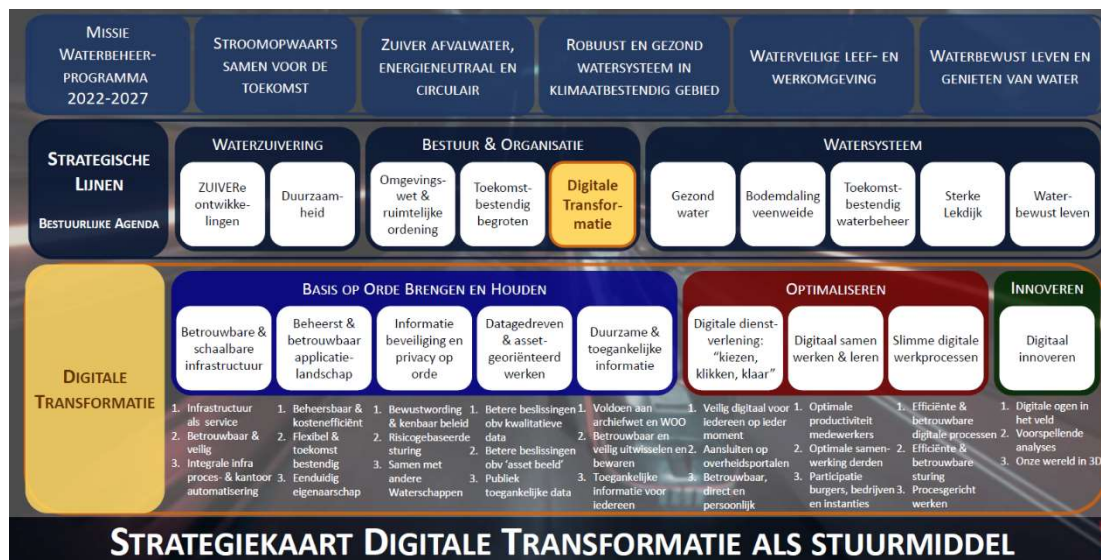 MISSIE
WATERBEHEER-
PROGRAMMA
2022-2027
STROOMOPWAARTS
SAMEN VOOR DE
TOEKOMST
ZUIVER AFVALWATER,
ENERGIENEUTRAAL EN
CIRCULAIR
ROBUUST EN GEZOND
WATERSYSTEEM IN
KLIMAATBESTENDIG GEBIED
WATERVEILIGE LEEF- EN
WERKOMGEVING
WATERBEWUST LEVEN EN
GENIETEN VAN WATER
STRATEGISCHE
LIJNEN
BESTUURLIJKE AGENDA
WATERZUIVERING
ZUIVERe
ontwikke-
lingen
Duurzaam-
heid
BESTUUR & ORGANISATIE
Omgevings-
wet &
ruimtelijke
ordening
Toekomst-
bestendig
begroten
Digitale
Transfor-
matie
WATERSYSTEEM
Gezond
water
Bodemdaling
veenweide
Toekomst-
bestendig
waterbeheer
Sterke
Lekdijk
Water-
bewust leven
DIGITALE
TRANSFORMATIE
BASIS OP ORDE BRENGEN EN HOUDEN
Betrouwbare &
schaalbare
infrastructuur
1. Infrastructuur
als service
2. Betrouwbaar &
veilig
3. Integrale infra
proces- & kantoor
automatisering
Beheerst &
betrouwbaar
applicatie-
landschap
1. Beheersbaar &
kostenefficiënt
2. Flexibel &
toekomst
bestendig
3. Eenduidig
eigenaarschap
Informatie
beveiliging en
privacy op
orde
1. Bewustwording
& kenbaar beleid
2. Risicogebaseerde
sturing
3. Samen met
andere
Waterschappen
Datagedreven
& asset-
georiënteerd
werken
1. Betere beslissingen
obv kwalitatieve
data
2. Betere beslissingen
obv 'asset beeld'
3. Publiek
toegankelijke data
Duurzame &
toegankelijke
informatie
1. Voldoen aan
archiefwet en WOO
2. Betrouwbaar en
veilig uitwisselen en
bewaren
3. Toegankelijke
informatie voor
iedereen
OPTIMALISEREN
Digitale dienst-
verlening:
"kiezen,
klikken, klaar"
1. Veilig digitaal voor
iedereen op ieder
moment
2. Aansluiten op
overheidsportalen
3. Betrouwbaar,
direct en
persoonlijk
Digitaal samen
werken & leren
1. Optimale
productiviteit
medewerkers
2. Optimale samen-
werking derden
3. Participatie
burgers, bedrijven
en instanties
Slimme digitale
werkprocessen
1. Efficiënte &
betrouwbare
digitale processen
2. Efficiënte &
betrouwbare
sturing
3. Procesgericht
werken
INNOVEREN
Digitaal
innoveren
1. Digitale ogen in
het veld
2. Voorspellende
analyses
3. Onze wereld in 3D
STRATEGIEKAART DIGITALE TRANSFORMATIE ALS STUURMIDDEL